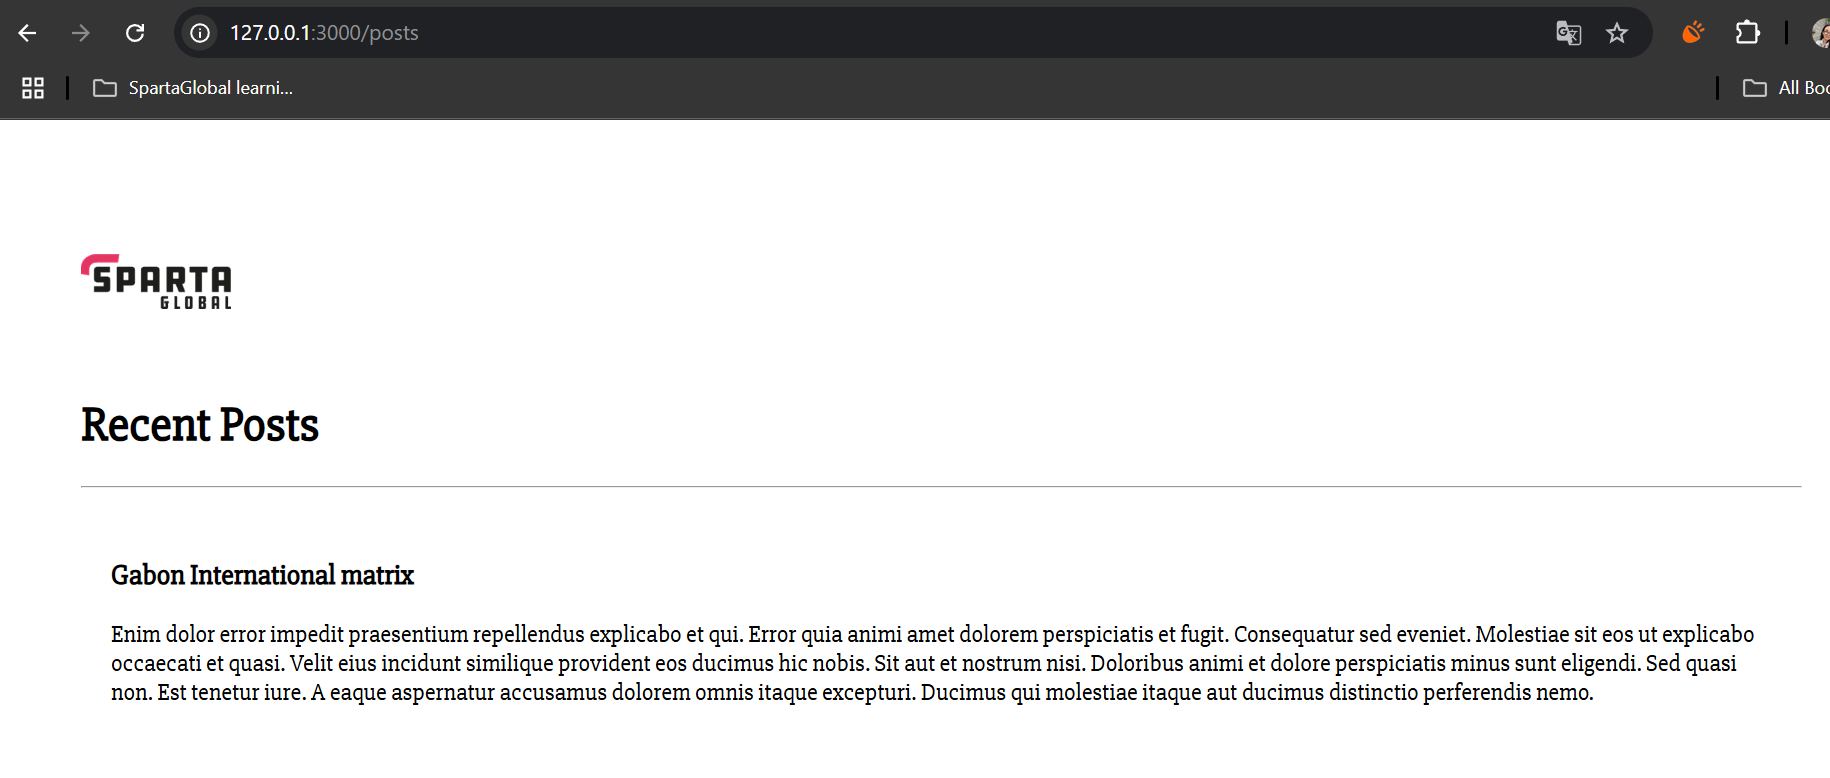 127.0.0.1:3000/posts
SpartaGlobal learni...
All Boo
SPARTA
GLOBAL
Recent Posts
Gabon International matrix
Enim dolor error impedit praesentium repellendus explicabo et qui. Error quia animi amet dolorem perspiciatis et fugit. Consequatur sed eveniet. Molestiae sit eos ut explicabo
occaecati et quasi. Velit eius incidunt similique provident eos ducimus hic nobis. Sit aut et nostrum nisi. Doloribus animi et dolore perspiciatis minus sunt eligendi. Sed quasi
non. Est tenetur iure. A eaque aspernatur accusamus dolorem omnis itaque excepturi. Ducimus qui molestiae itaque aut ducimus distinctio perferendis nemo.